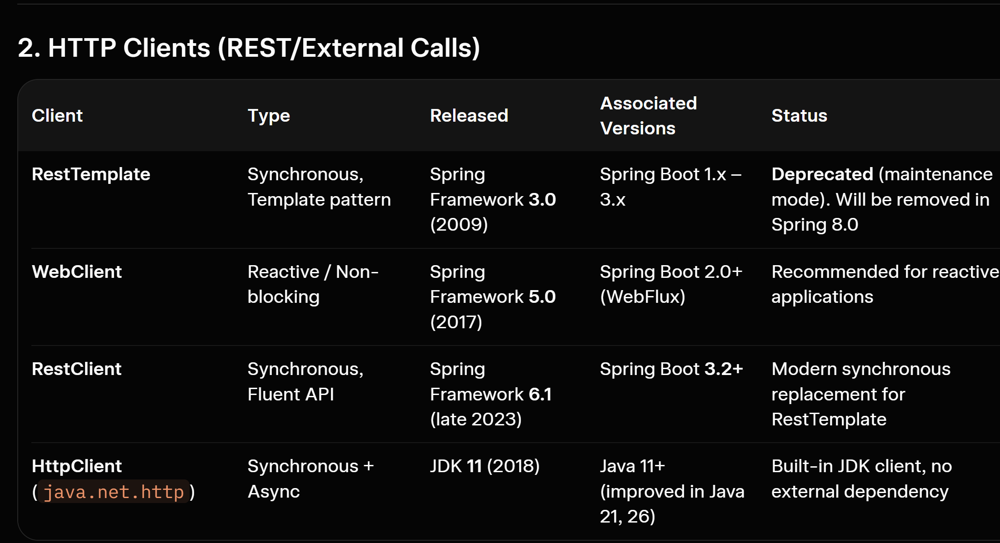 2. HTTP Clients (REST/External Calls)
Client
Type
Released
Associated
Versions
Status
RestTemplate
Synchronous,
Template pattern
Spring
Framework 3.0
(2009)
Spring Boot 1.x –
3.x
Deprecated (maintenance
mode). Will be removed in
Spring 8.0
WebClient
Reactive / Non-
blocking
Spring
Framework 5.0
(2017)
Spring Boot 2.0+
(WebFlux)
Recommended for reactive
applications
RestClient
Synchronous,
Fluent API
Spring
Framework 6.1
(late 2023)
Spring Boot 3.2+
Modern synchronous
replacement for
RestTemplate
HttpClient
(java.net.http)
Synchronous +
Async
JDK 11 (2018)
Java 11+
(improved in Java
21, 26)
Built-in JDK client, no
external dependency